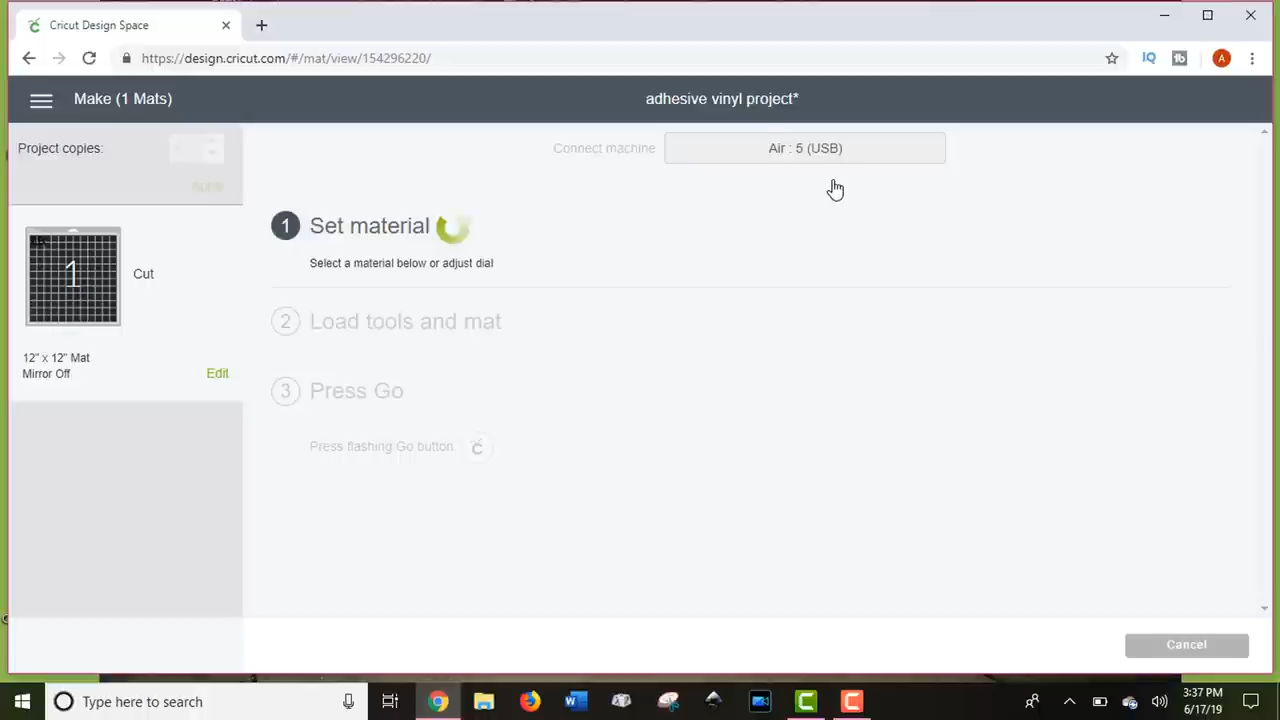 Cricut Design Space
https://design.cricut.com/#/mat/view/154296220/
IQ
tb
A
Make (1 Mats)
adhesive vinyl project*
Project copies:
Connect machine
Air : 5 (USB)
1 Set material
Select a material below or adjust dial
1
Cut
2 Load tools and mat
12" x 12" Mat
Mirror Off
Edit
3 Press Go
Press flashing Go button
Cancel
Type here to search
3:37 PM
6/17/19